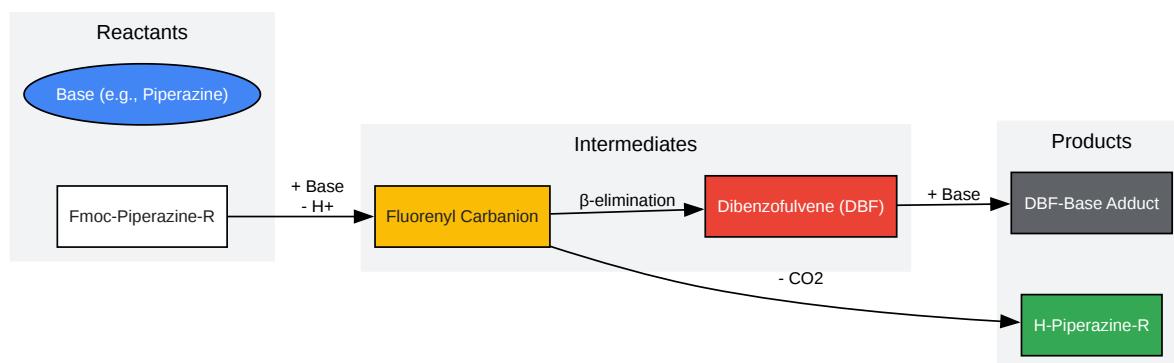 Reactants
Base (e.g., Piperazine)
Fmoc-Piperazine-R
+ Base
- H+
Intermediates
Fluorenyl Carbanion
β-elimination
Dibenzofulvene (DBF)
+ Base
- CO2
Products
DBF-Base Adduct
H-Piperazine-R